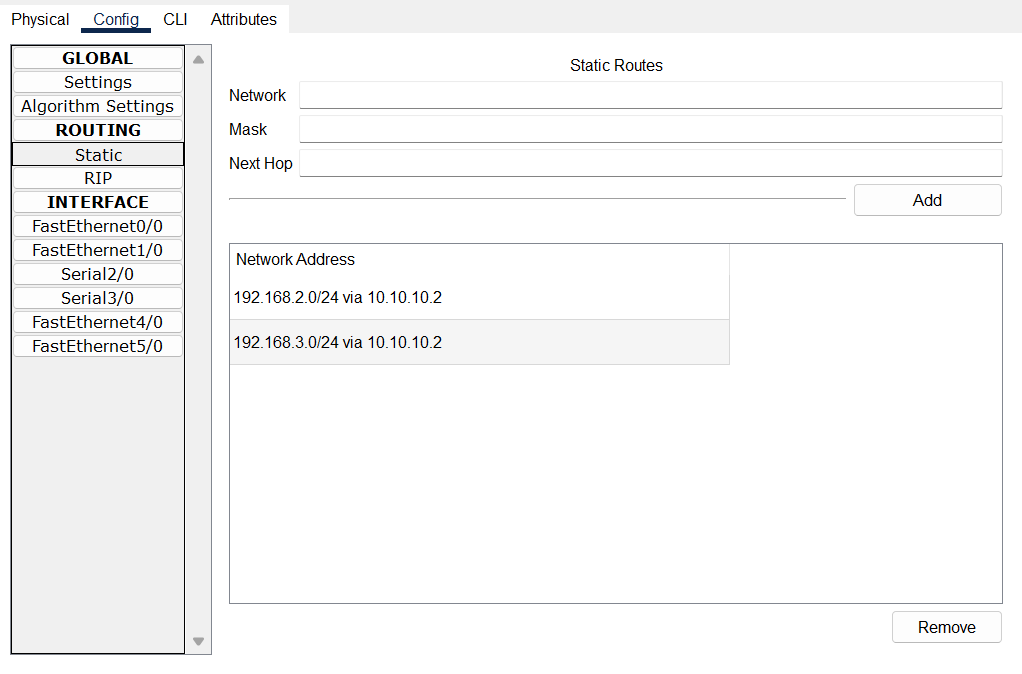 Physical Config CLI Attributes
GLOBAL
Settings
Algorithm Settings
ROUTING
Static
RIP
INTERFACE
FastEthernet0/0
FastEthernet1/0
Serial2/0
Serial3/0
FastEthernet4/0
FastEthernet5/0
Static Routes
Network
Mask
Next Hop
Add
Network Address
192.168.2.0/24 via 10.10.10.2
192.168.3.0/24 via 10.10.10.2
Remove